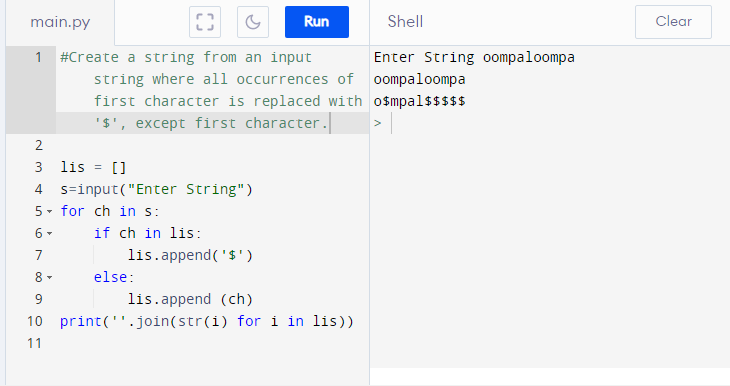 main.py
Run
Shell
Clear
1 #Create a string from an input
string where all occurrences of
first character is replaced with
'$', except first character.
2
3 lis = []
4 s=input("Enter String")
5 for ch in s:
6 if ch in lis:
7 lis.append('$')
8 else:
9 lis.append (ch)
10 print(''.join(str(i) for i in lis))
11
Enter String oompaloompa
oompaloompa
o$mpal$$$$$
>